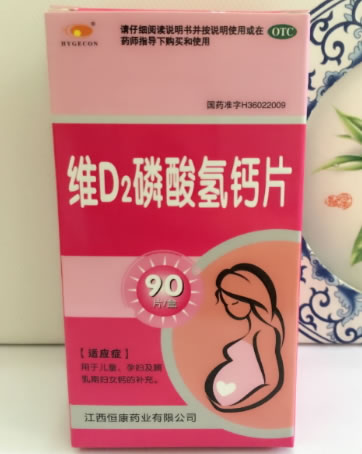 HYGECON
请仔细阅读说明书并按说明使用或在
药师指导下购买和使用
OTC
国药准字H36022009
维D2磷酸氢钙片
90
片/盒
【适应症】
用于儿童、孕妇及哺
乳期妇女钙的补充。
江西恒康药业有限公司